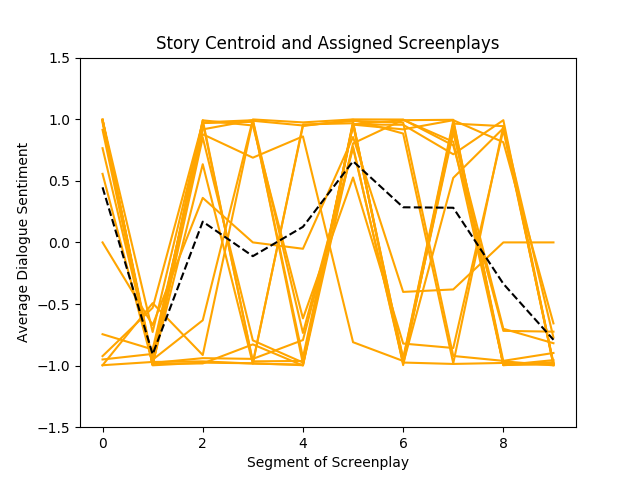 Story Centroid and Assigned Screenplays
1.5
1.0
0.5
0.0
−0.5
−1.0
−1.5
Average Dialogue Sentiment
0 2 4 6 8
Segment of Screenplay